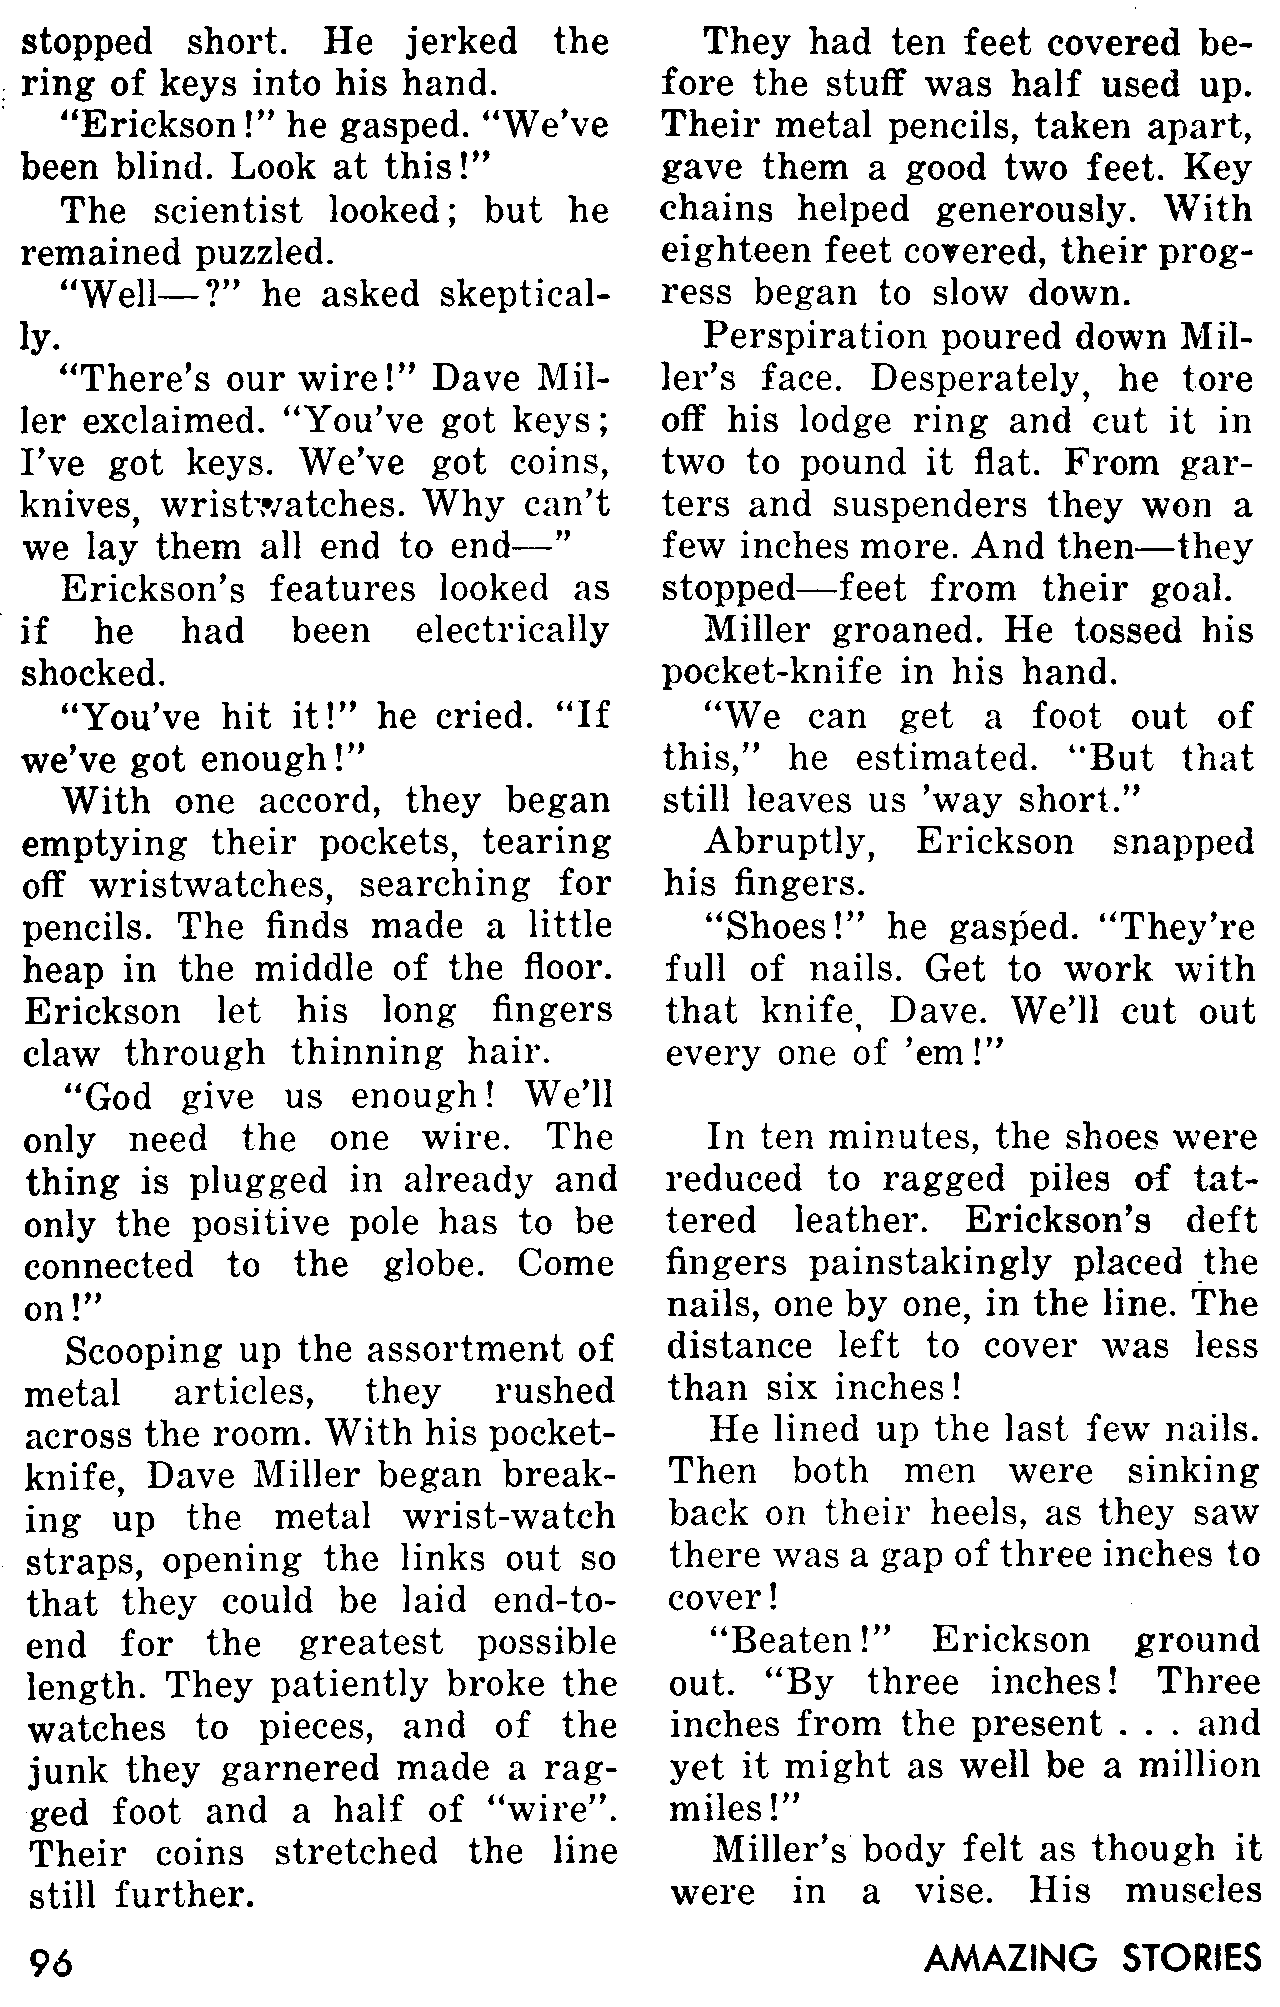 stopped short. He jerked the
ring of keys into his hand.
“Erickson!” he gasped. “We’ve
been blind. Look at this!”
The scientist looked; but he
remained puzzled.
“Well—?” he asked skeptical-
ly.
“There’s our wire!” Dave Mil-
ler exclaimed. “You’ve got keys;
I’ve got keys. We’ve got coins,
knives, wristwatches. Why can’t
we lay them all end to end—”
Erickson’s features looked as
if he had been electrically
shocked.
“You’ve hit it!” he cried. “If
we’ve got enough!”
With one accord, they began
emptying their pockets, tearing
off wristwatches, searching for
pencils. The finds made a little
heap in the middle of the floor.
Erickson let his long fingers
claw through thinning hair.
“God give us enough! We’ll
only need the one wire. The
thing is plugged in already and
only the positive pole has to be
connected to the globe. Come
on!”
Scooping up the assortment of
metal articles, they rushed
across the room. With his pocket-
knife, Dave Miller began break-
ing up the metal wrist-watch
straps, opening the links out so
that they could be laid end-to-
end for the greatest possible
length. They patiently broke the
watches to pieces, and of the
junk they garnered made a rag-
ged foot and a half of “wire”.
Their coins stretched the line
still further.
They had ten feet covered be-
fore the stuff was half used up.
Their metal pencils, taken apart,
gave them a good two feet. Key
chains helped generously. With
eighteen feet covered, their prog-
ress began to slow down.
Perspiration poured down Mil-
ler’s face. Desperately, he tore
off his lodge ring and cut it in
two to pound it flat. From gar-
ters and suspenders they won a
few inches more. And then—they
stopped—feet from their goal.
Miller groaned. He tossed his
pocket-knife in his hand.
“We can get a foot out of
this,” he estimated. “But that
still leaves us ’way short.”
Abruptly, Erickson snapped
his fingers.
“Shoes!” he gasped. “They’re
full of nails. Get to work with
that knife, Dave. We’ll cut out
every one of ’em!”
In ten minutes, the shoes were
reduced to ragged piles of tat-
tered leather. Erickson’s deft
fingers painstakingly placed the
nails, one by one, in the line. The
distance left to cover was less
than six inches!
He lined up the last few nails.
Then both men were sinking
back on their heels, as they saw
there was a gap of three inches to
cover!
“Beaten!” Erickson ground
out. “By three inches! Three
inches from the present . . . and
yet it might as well be a million
miles!”
Miller’s body felt as though it
were in a vise. His muscles
96
AMAZING STORIES